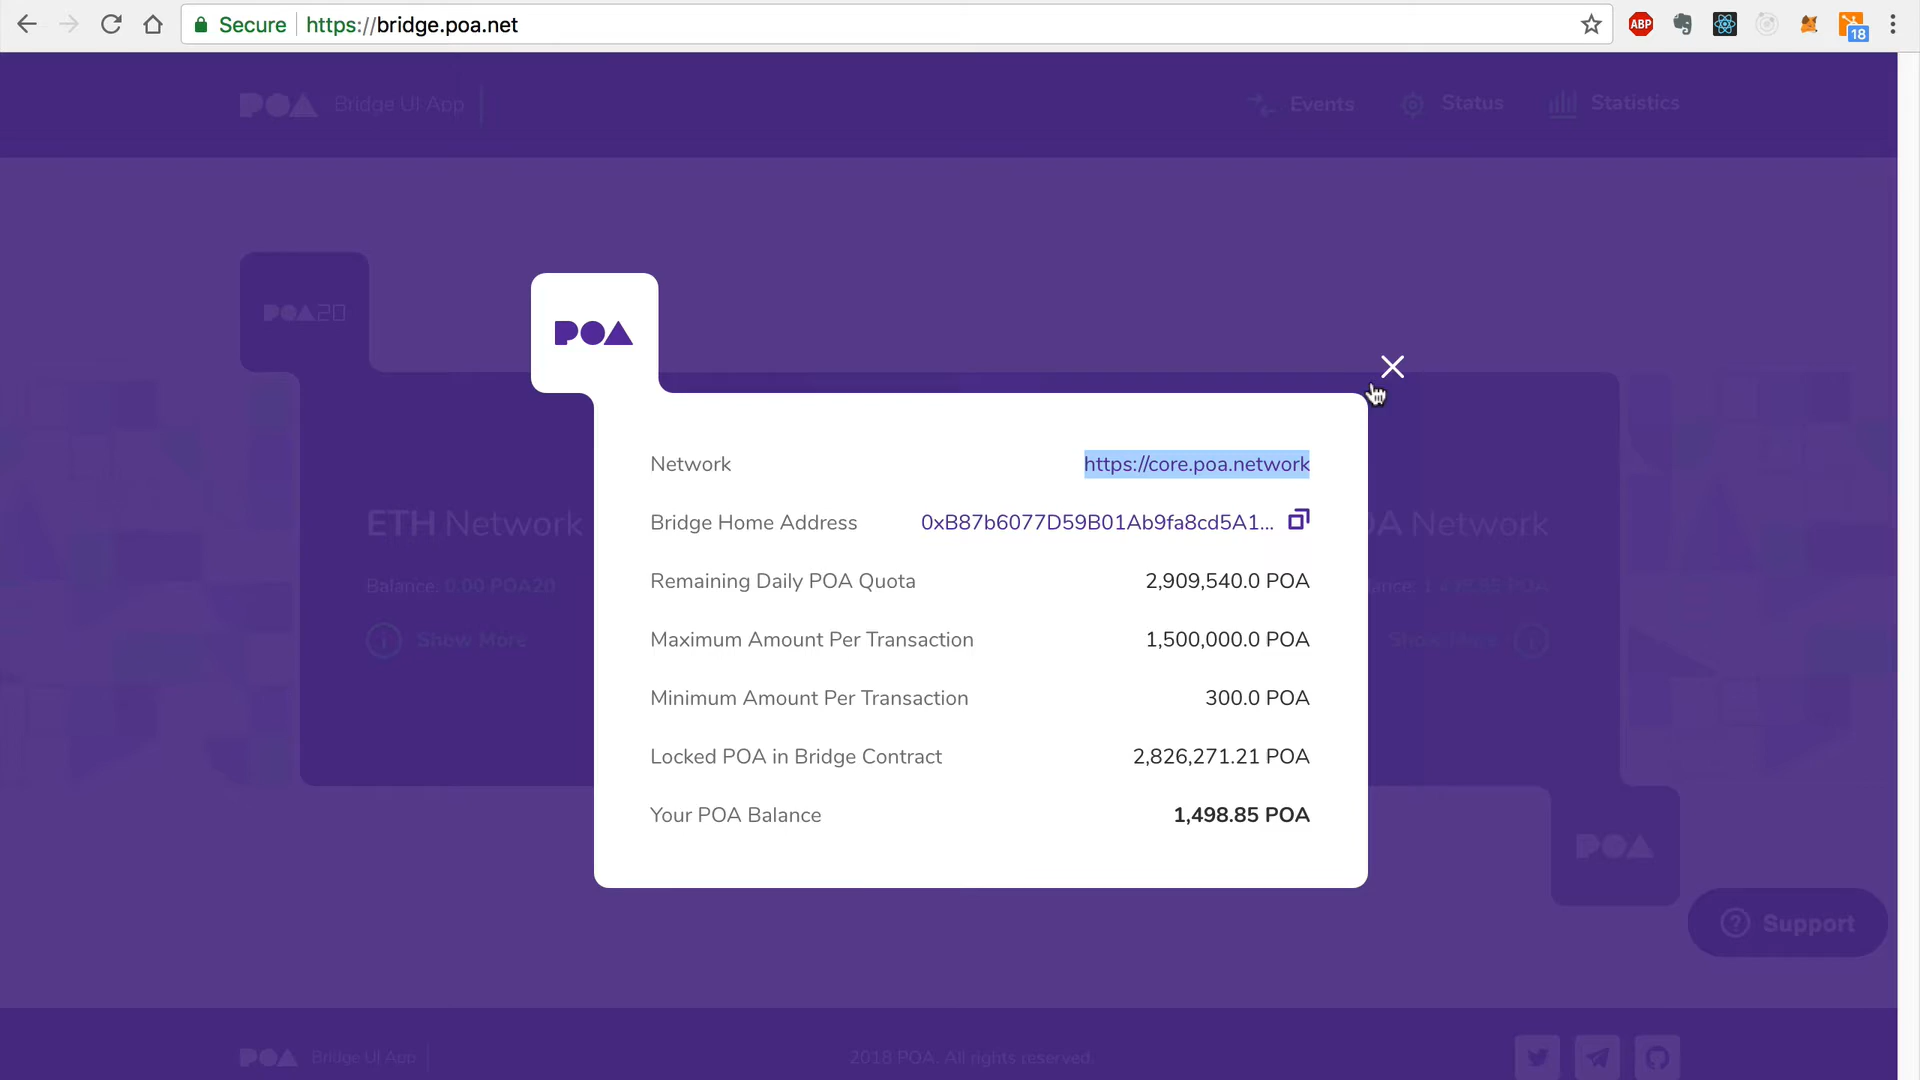 Secure https://bridge.poa.net
ABP
18
POA Bridge UI App
Events
Status
Statistics
POA20
POA
Network https://core.poa.network
Bridge Home Address 0xB87b6077D59B01Ab9fa8cd5A1...
Remaining Daily POA Quota 2,909,540.0 POA
Maximum Amount Per Transaction 1,500,000.0 POA
Minimum Amount Per Transaction 300.0 POA
Locked POA in Bridge Contract 2,826,271.21 POA
Your POA Balance 1,498.85 POA
ETH Network
Balance: 0.00 POA20
Show More
Network
1,498.85 POA
Show More
POA
Support
POA Bridge UI App
2018 POA. All rights reserved.